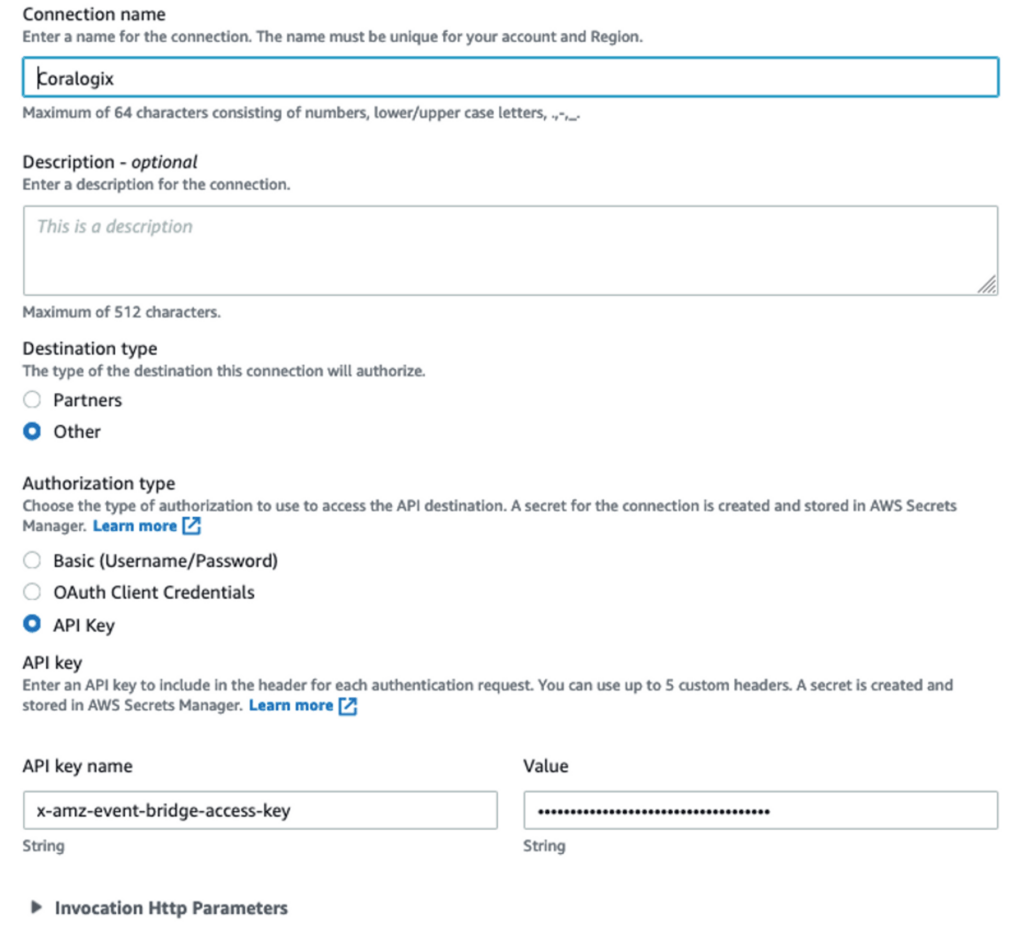 Connection name
Enter a name for the connection. The name must be unique for your account and Region.
Coralogix
Maximum of 64 characters consisting of numbers, lower/upper case letters, .,-,_.
Description - optional
Enter a description for the connection.
This is a description
Maximum of 512 characters.
Destination type
The type of the destination this connection will authorize.
Partners
Other
Authorization type
Choose the type of authorization to use to access the API destination. A secret for the connection is created and stored in AWS Secrets
Manager. Learn more
Basic (Username/Password)
OAuth Client Credentials
API Key
API key
Enter an API key to include in the header for each authentication request. You can use up to 5 custom headers. A secret is created and
stored in AWS Secrets Manager. Learn more
API key name
Value
x-amz-event-bridge-access-key
••••••••••••••••••••••••••••••••••••
String
String
Invocation Http Parameters